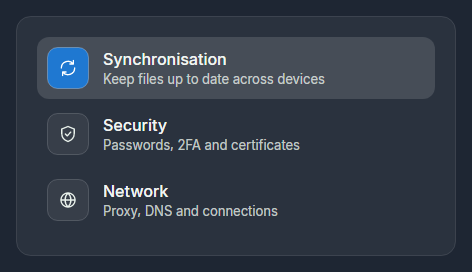 Synchronisation
Keep files up to date across devices
Security
Passwords, 2FA and certificates
Network
Proxy, DNS and connections